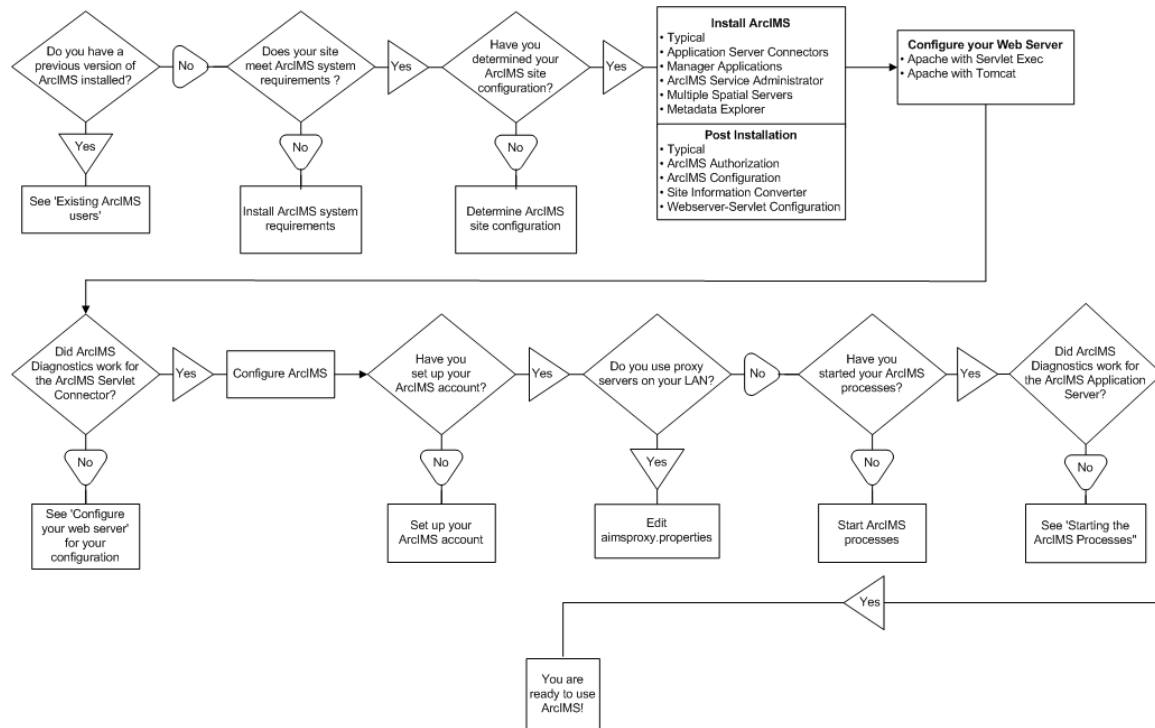 Do you have a
previous version of
ArcIMS installed?
No
Does your site
meet ArcIMS system
requirements ?
Yes
Have you
determined your
ArcIMS site
configuration?
Yes
Install ArcIMS
• Typical
• Application Server Connectors
• Manager Applications
• ArcIMS Service Administrator
• Multiple Spatial Servers
• Metadata Explorer
Configure your Web Server
• Apache with Servlet Exec
• Apache with Tomcat
Yes
No
No
Post Installation
• Typical
• ArcIMS Authorization
• ArcIMS Configuration
• Site Information Converter
• Webserver-Servlet Configuration
See 'Existing ArcIMS
users'
Install ArcIMS system
requirements
Determine ArcIMS
site configuration
Did ArcIMS
Diagnostics work for
the ArcIMS Servlet
Connector?
Yes
Configure ArcIMS
Have you
set up your
ArcIMS account?
Yes
Do you use proxy
servers on your LAN?
No
Have you
started your ArcIMS
processes?
Yes
Did ArcIMS
Diagnostics work for
the ArcIMS Application
Server?
No
No
Yes
No
No
See 'Configure
your web server'
for your
configuration
Set up your
ArcIMS account
Edit
aimsproxy.properties
Start ArcIMS
processes
See 'Starting the
ArcIMS Processes"
Yes
You are
ready to use
ArcIMS!